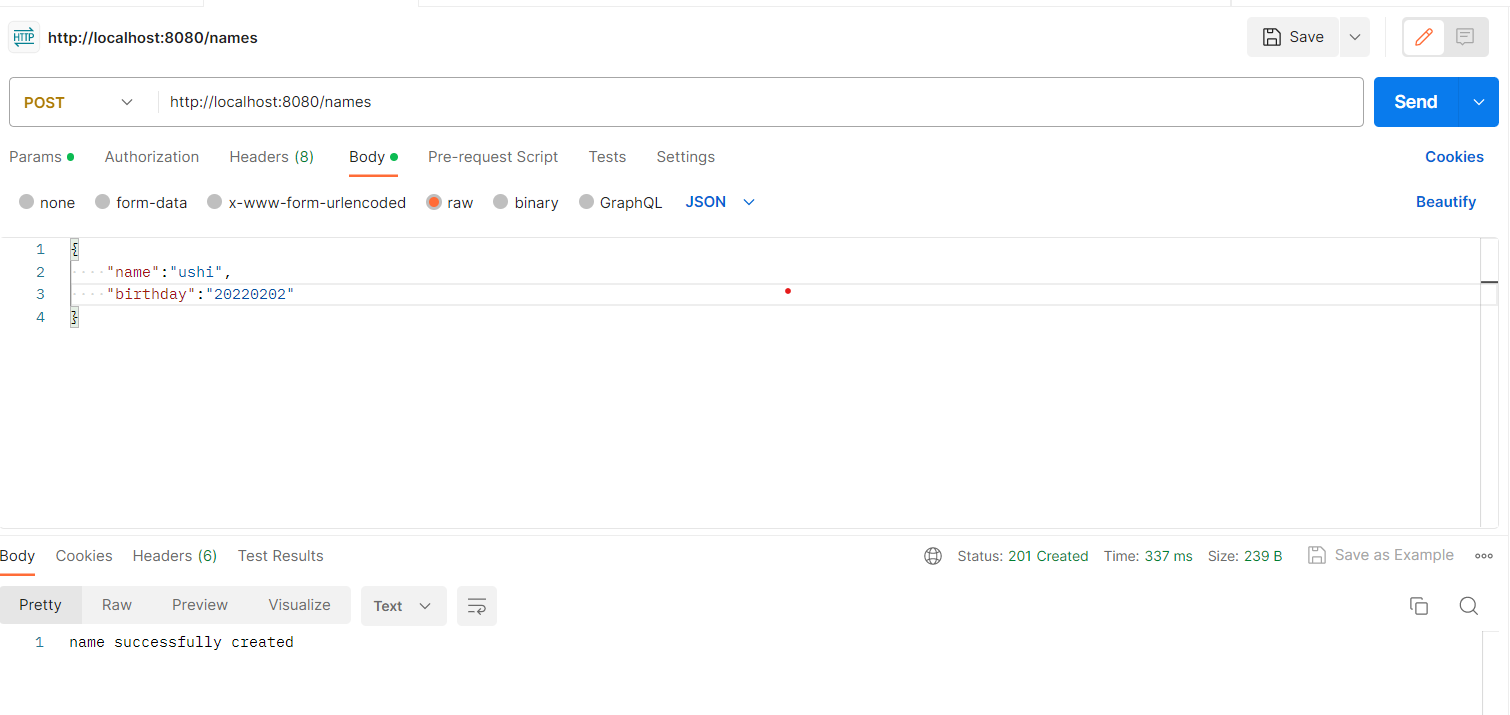 HTTP http://localhost:8080/names Save
POST http://localhost:8080/names Send
Params Authorization Headers (8) Body Pre-request Script Tests Settings Cookies
none form-data x-www-form-urlencoded raw binary GraphQL JSON Beautify
1 {
2 "name":"ushi",
3 "birthday":"20220202"
4 }
Body Cookies Headers (6) Test Results Status: 201 Created Time: 337 ms Size: 239 B Save as Example
Pretty Raw Preview Visualize Text
1 name successfully created